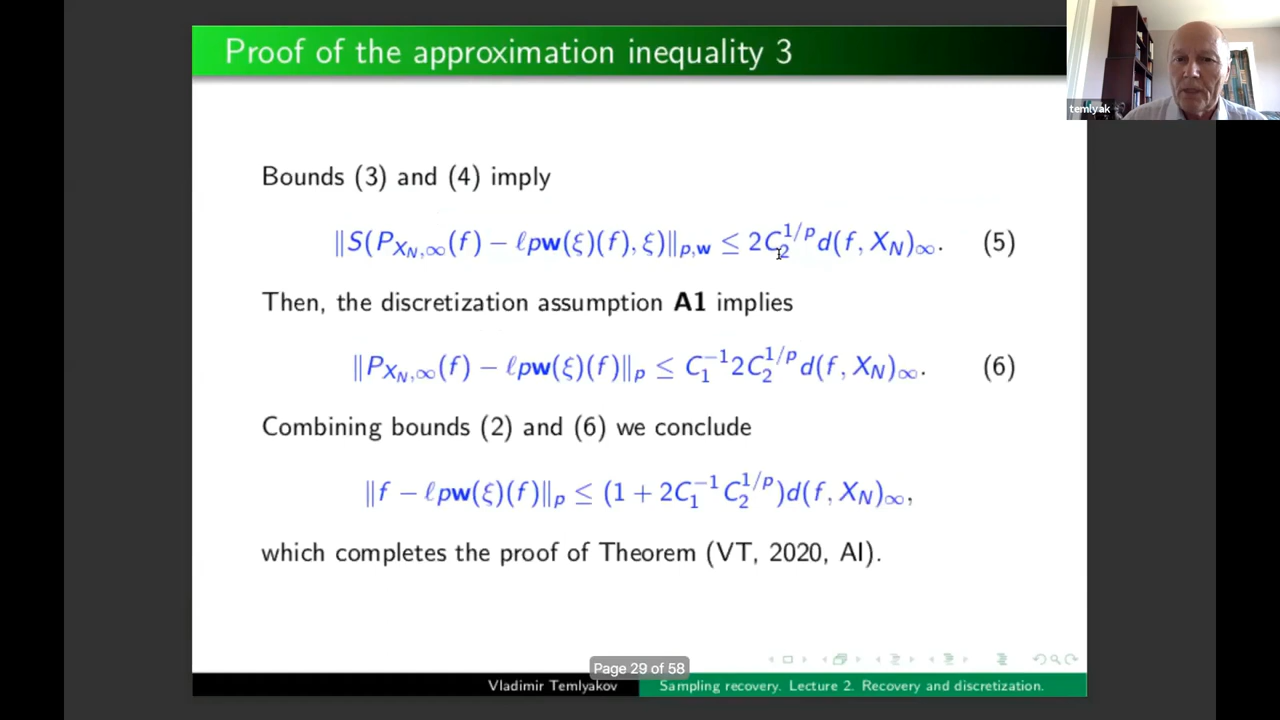 Proof of the approximation inequality 3
temlyak
Bounds (3) and (4) imply
‖S(P_{X_N,∞}(f) − ℓp𝐰(ξ)(f), ξ)‖_{p,𝐰} ≤ 2C_2^{1/p} d(f, X_N)_∞. (5)
Then, the discretization assumption A1 implies
‖P_{X_N,∞}(f) − ℓp𝐰(ξ)(f)‖_p ≤ C_1^{−1} 2C_2^{1/p} d(f, X_N)_∞. (6)
Combining bounds (2) and (6) we conclude
‖f − ℓp𝐰(ξ)(f)‖_p ≤ (1 + 2C_1^{−1} C_2^{1/p}) d(f, X_N)_∞,
which completes the proof of Theorem (VT, 2020, AI).
Page 29 of 58
Vladimir Temlyakov Sampling recovery. Lecture 2. Recovery and discretization.